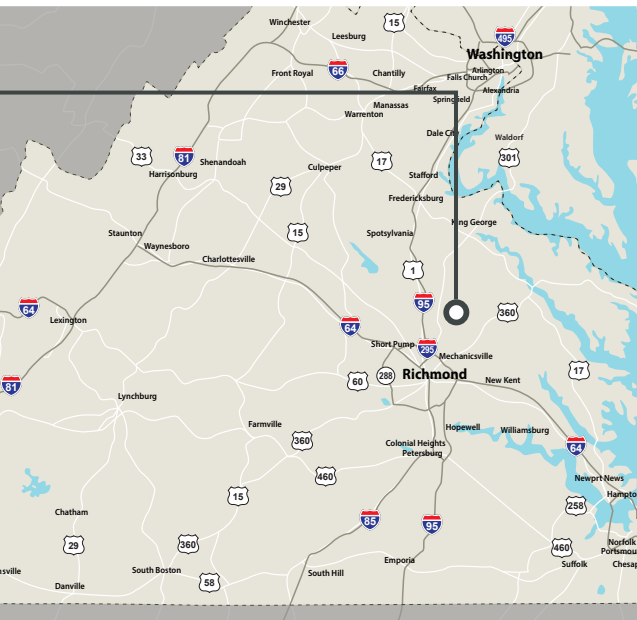 Winchester
15
Leesburg
495
Washington
66
Front Royal
Chantilly
Arlington
Falls Church
Fairfax
Alexandria
Springfield
Manassas
Warrenton
Dale City
Waldorf
33
81
Shenandoah
Harrisonburg
Culpeper
17
301
29
Stafford
Fredericksburg
15
Spotsylvania
King George
Staunton
Waynesboro
Charlottesville
1
64
Lexington
95
360
64
Short Pump
295
Mechanicsville
81
60
288
Richmond
17
New Kent
Lynchburg
Farmville
360
Hopewell
Williamsburg
Colonial Heights
Petersburg
64
460
Newprt News
15
Hampto
258
Chatham
85
95
29
360
460
Norfolk
Portsmou
Emporia
Suffolk
Chesap
nsville
South Boston
South Hill
Danville
58